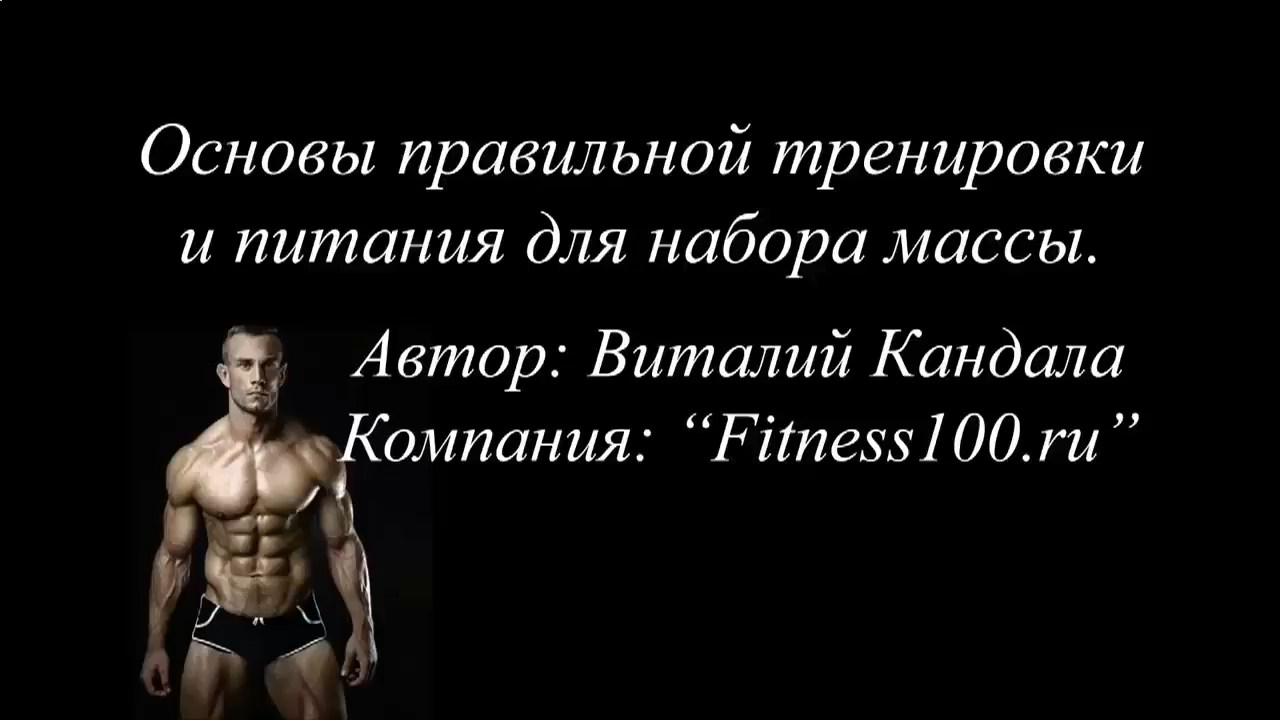 Основы правильной тренировки
и питания для набора массы.
Автор: Виталий Кандала
Компания: “Fitness100.ru”